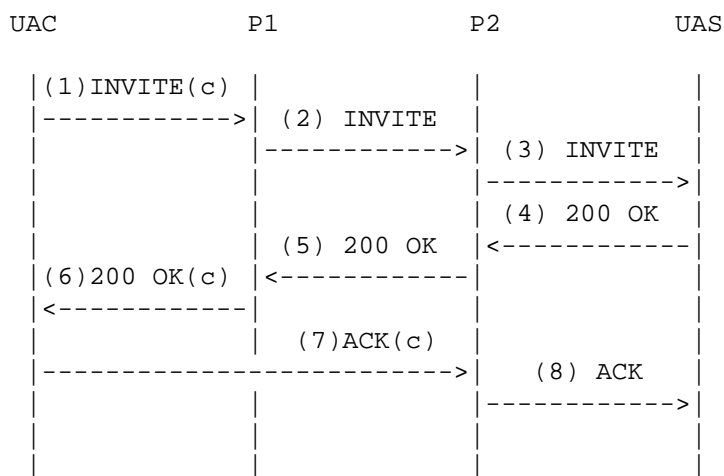 UAC P1 P2 UAS
(1)INVITE(c)
(2) INVITE
(3) INVITE
(4) 200 OK
(5) 200 OK
(6)200 OK(c)
(7)ACK(c)
(8) ACK